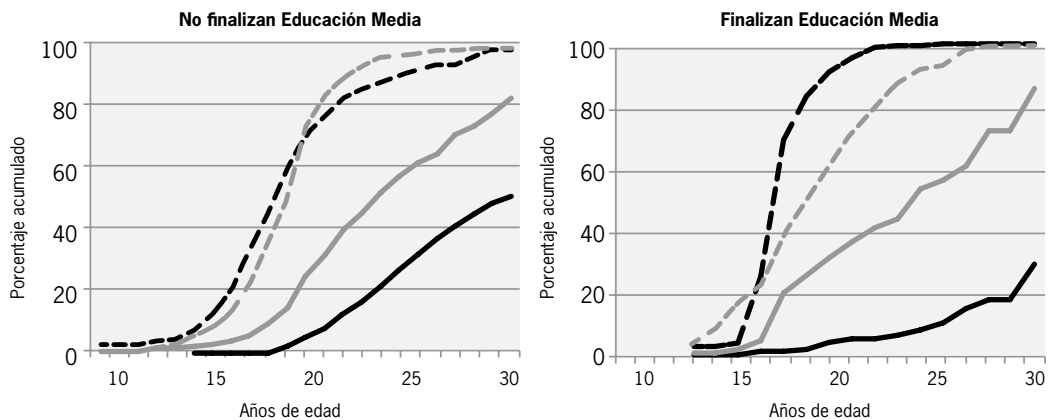 No finalizan Educación Media
Porcentaje acumulado
100
80
60
40
20
0
10 15 20 25 30
Años de edad
Finalizan Educación Media
Porcentaje acumulado
100
80
60
40
20
0
10 15 20 25 30
Años de edad